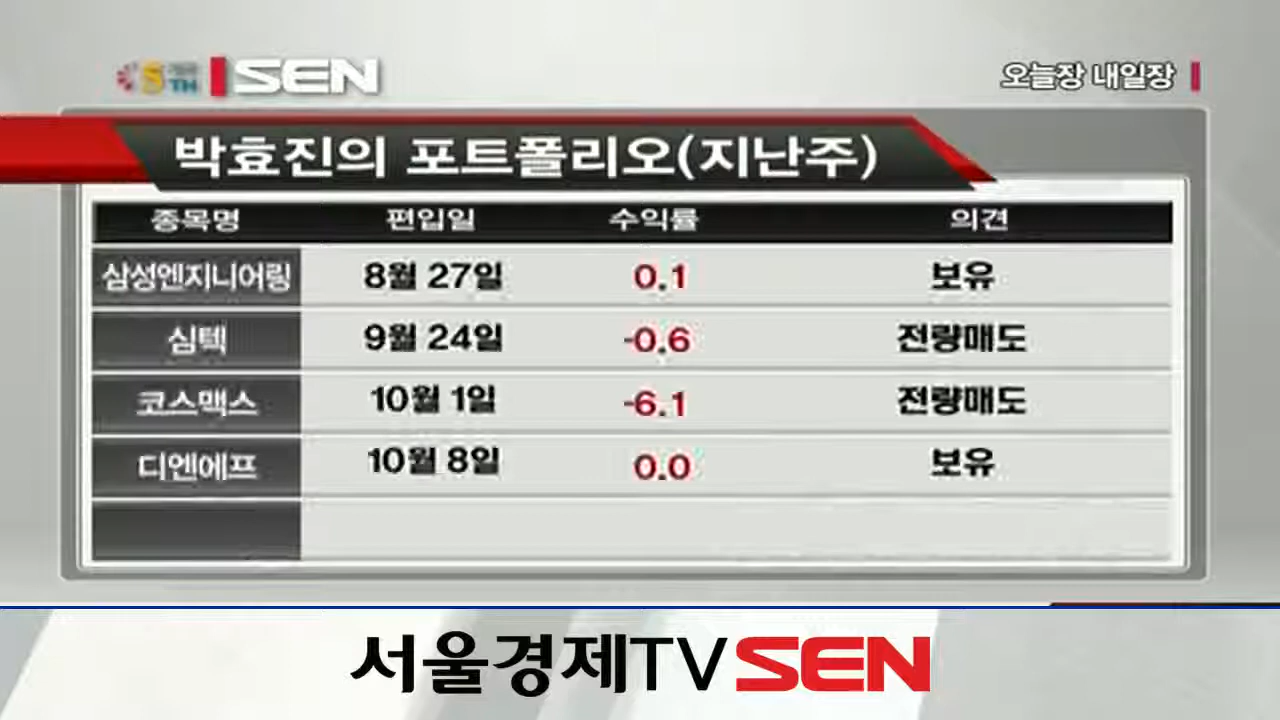 SEN
오늘장 내일장
박효진의 포트폴리오(지난주)
종목명 편입일 수익률 의견
삼성엔지니어링 8월 27일 0.1 보유
심텍 9월 24일 -0.6 전량매도
코스맥스 10월 1일 -6.1 전량매도
디엔에프 10월 8일 0.0 보유
서울경제TV SEN